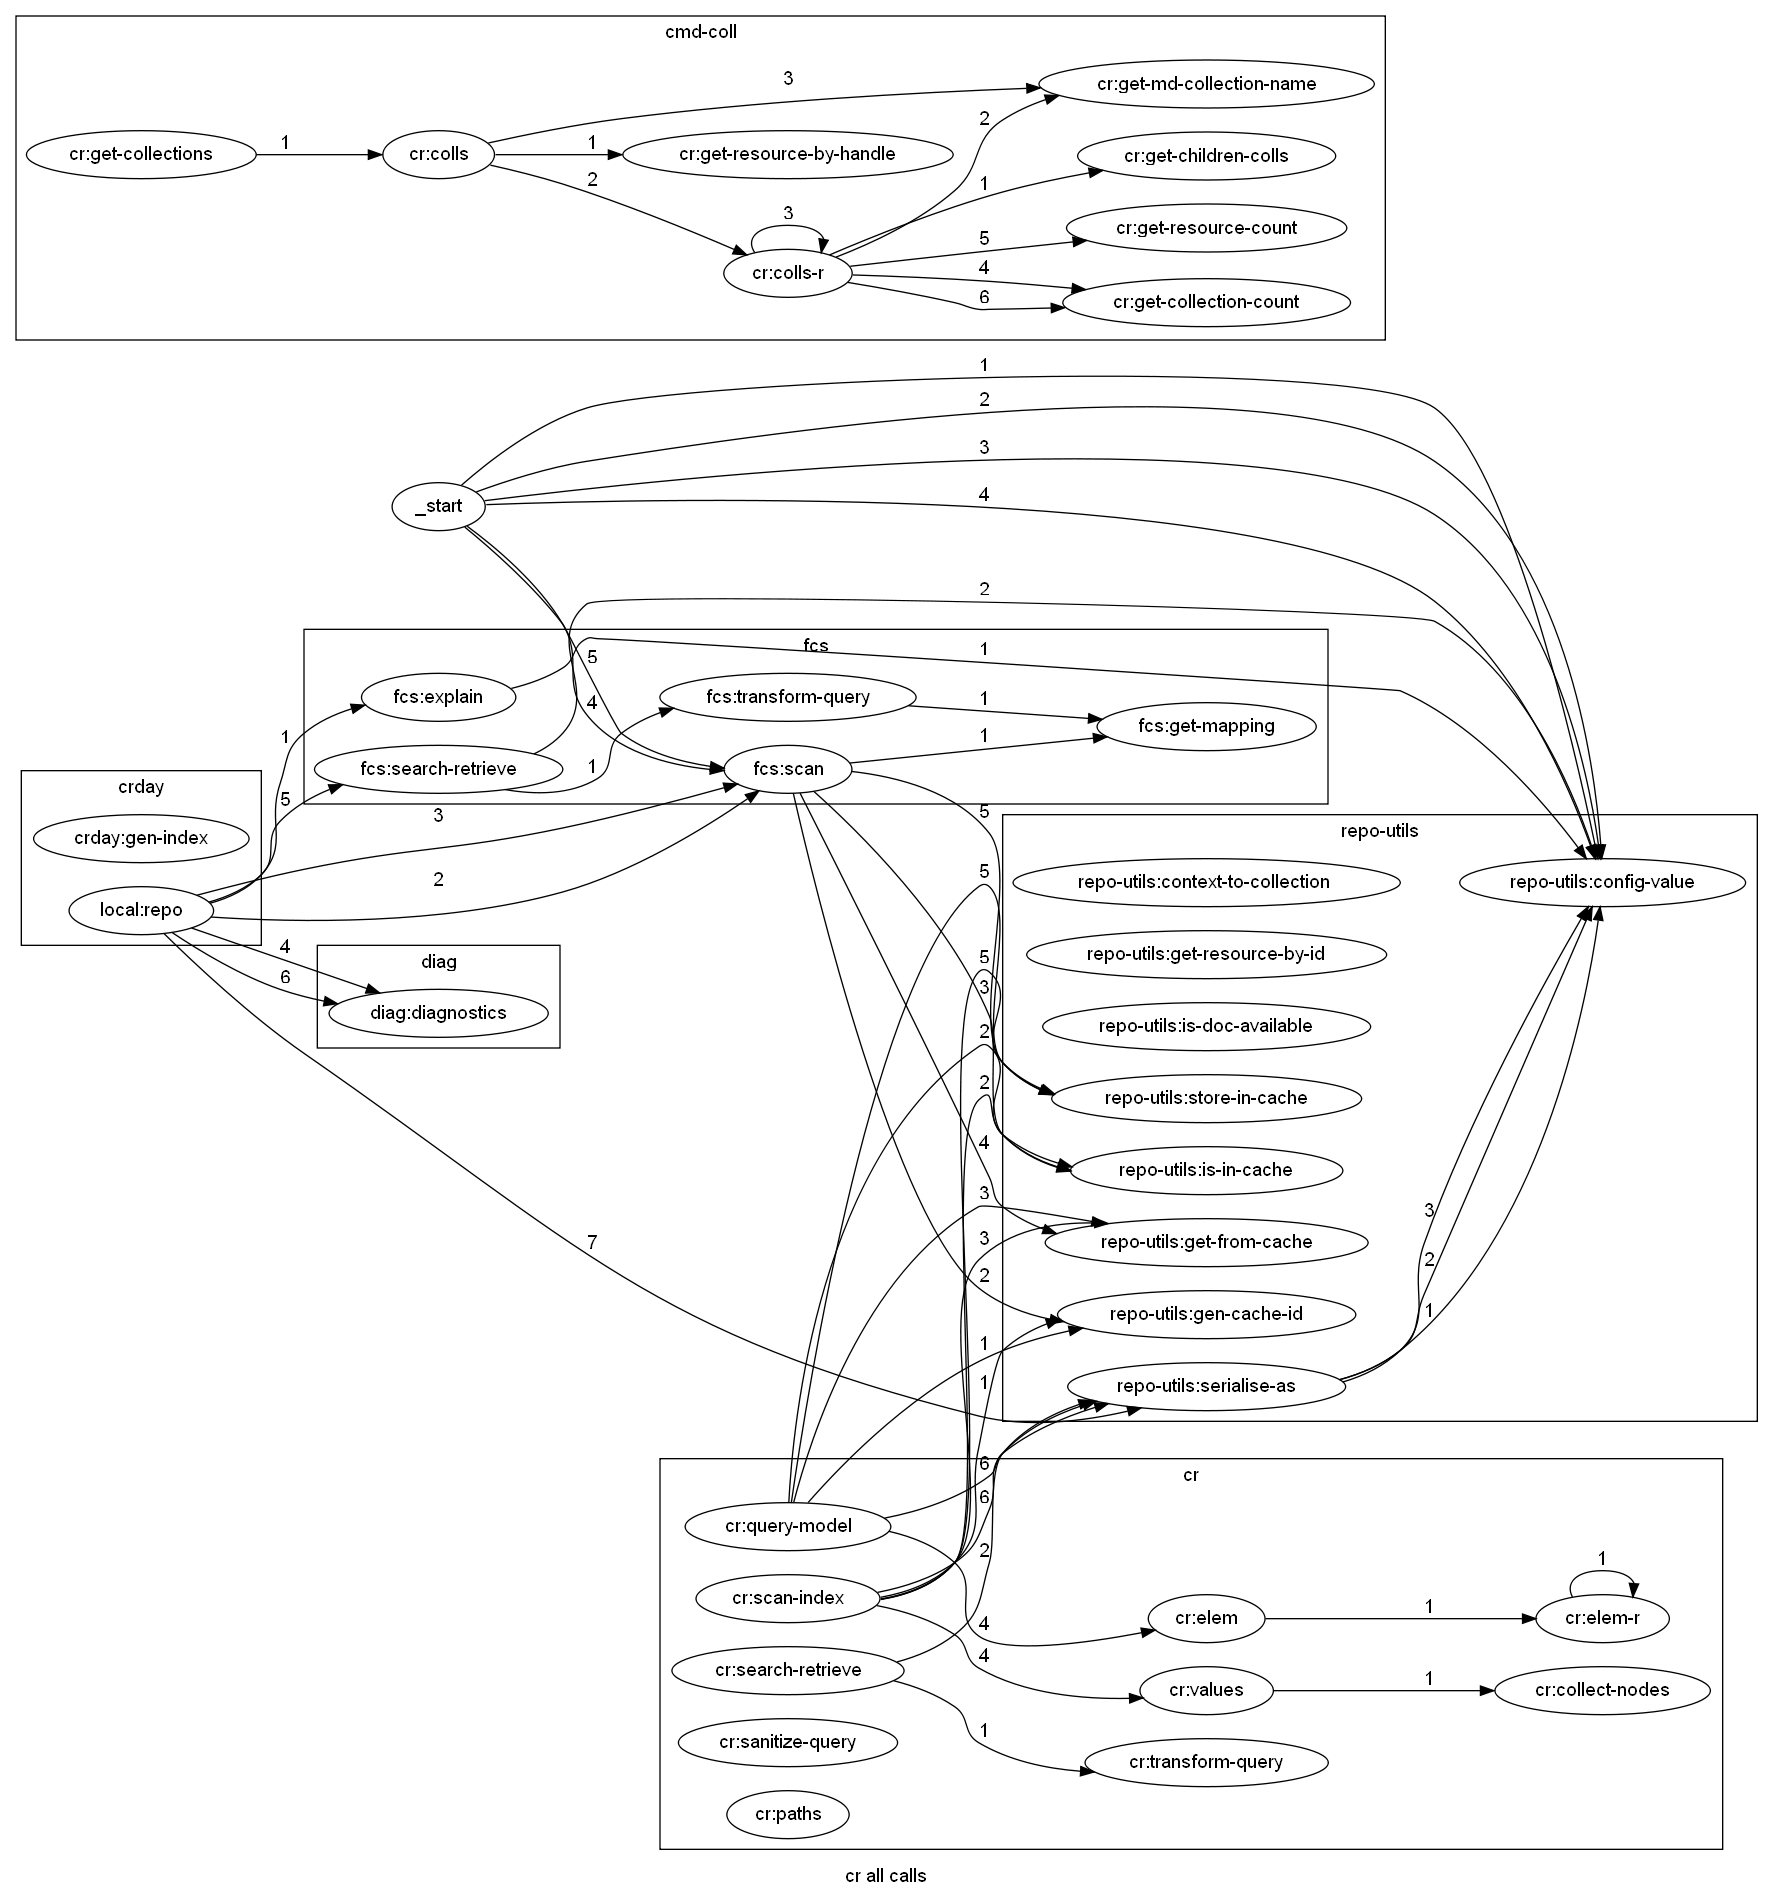 cmd-coll
3
cr:get-md-collection-name
2
cr:get-collections
1
cr:colls
1
cr:get-resource-by-handle
cr:get-children-colls
2
1
3
cr:get-resource-count
5
cr:colls-r
4
cr:get-collection-count
6
1
2
3
4
_start
2
fcs
1
5
fcs:explain
4
fcs:transform-query
1
fcs:get-mapping
1
1
fcs:search-retrieve
1
fcs:scan
crday
5
3
5
repo-utils
crday:gen-index
2
5
repo-utils:context-to-collection
repo-utils:config-value
local:repo
4
diag
5
repo-utils:get-resource-by-id
6
3
diag:diagnostics
2
repo-utils:is-doc-available
2
repo-utils:store-in-cache
4
repo-utils:is-in-cache
3
3
7
3
repo-utils:get-from-cache
2
2
repo-utils:gen-cache-id
1
1
1
repo-utils:serialise-as
6
cr
6
cr:query-model
2
1
cr:scan-index
4
cr:elem
1
cr:elem-r
4
cr:search-retrieve
cr:values
1
cr:collect-nodes
1
cr:sanitize-query
cr:transform-query
cr:paths
cr all calls